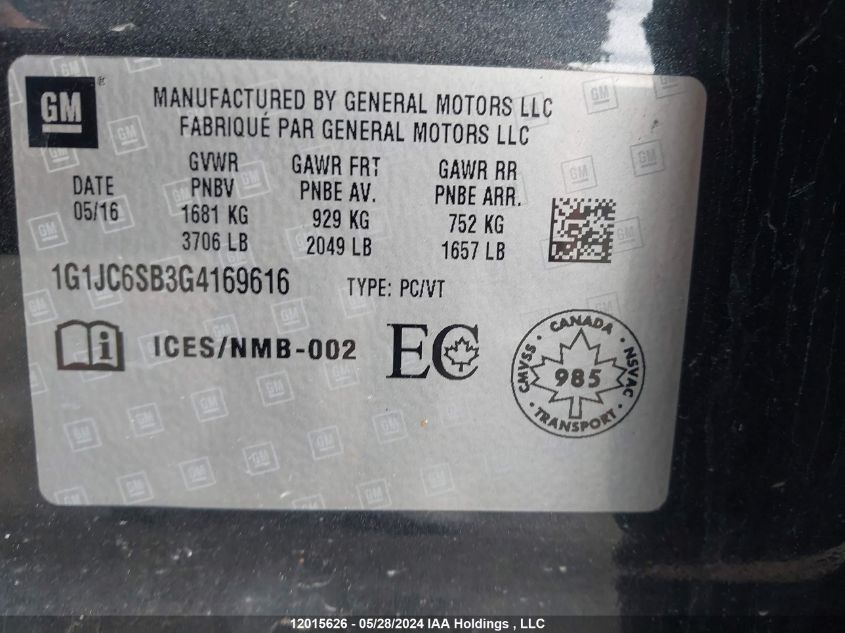 GM
MANUFACTURED BY GENERAL MOTORS LLC
FABRIQUÉ PAR GENERAL MOTORS LLC
DATE
05/16
GVWR
PNBV
1681 KG
3706 LB
GAWR FRT
PNBE AV.
929 KG
2049 LB
GAWR RR
PNBE ARR.
752 KG
1657 LB
1G1JC6SB3G4169616 TYPE: PC/VT
i ICES/NMB-002 EC
CANADA
CMVSS 985 NSVAC
TRANSPORT
12015626 - 05/28/2024 IAA Holdings , LLC